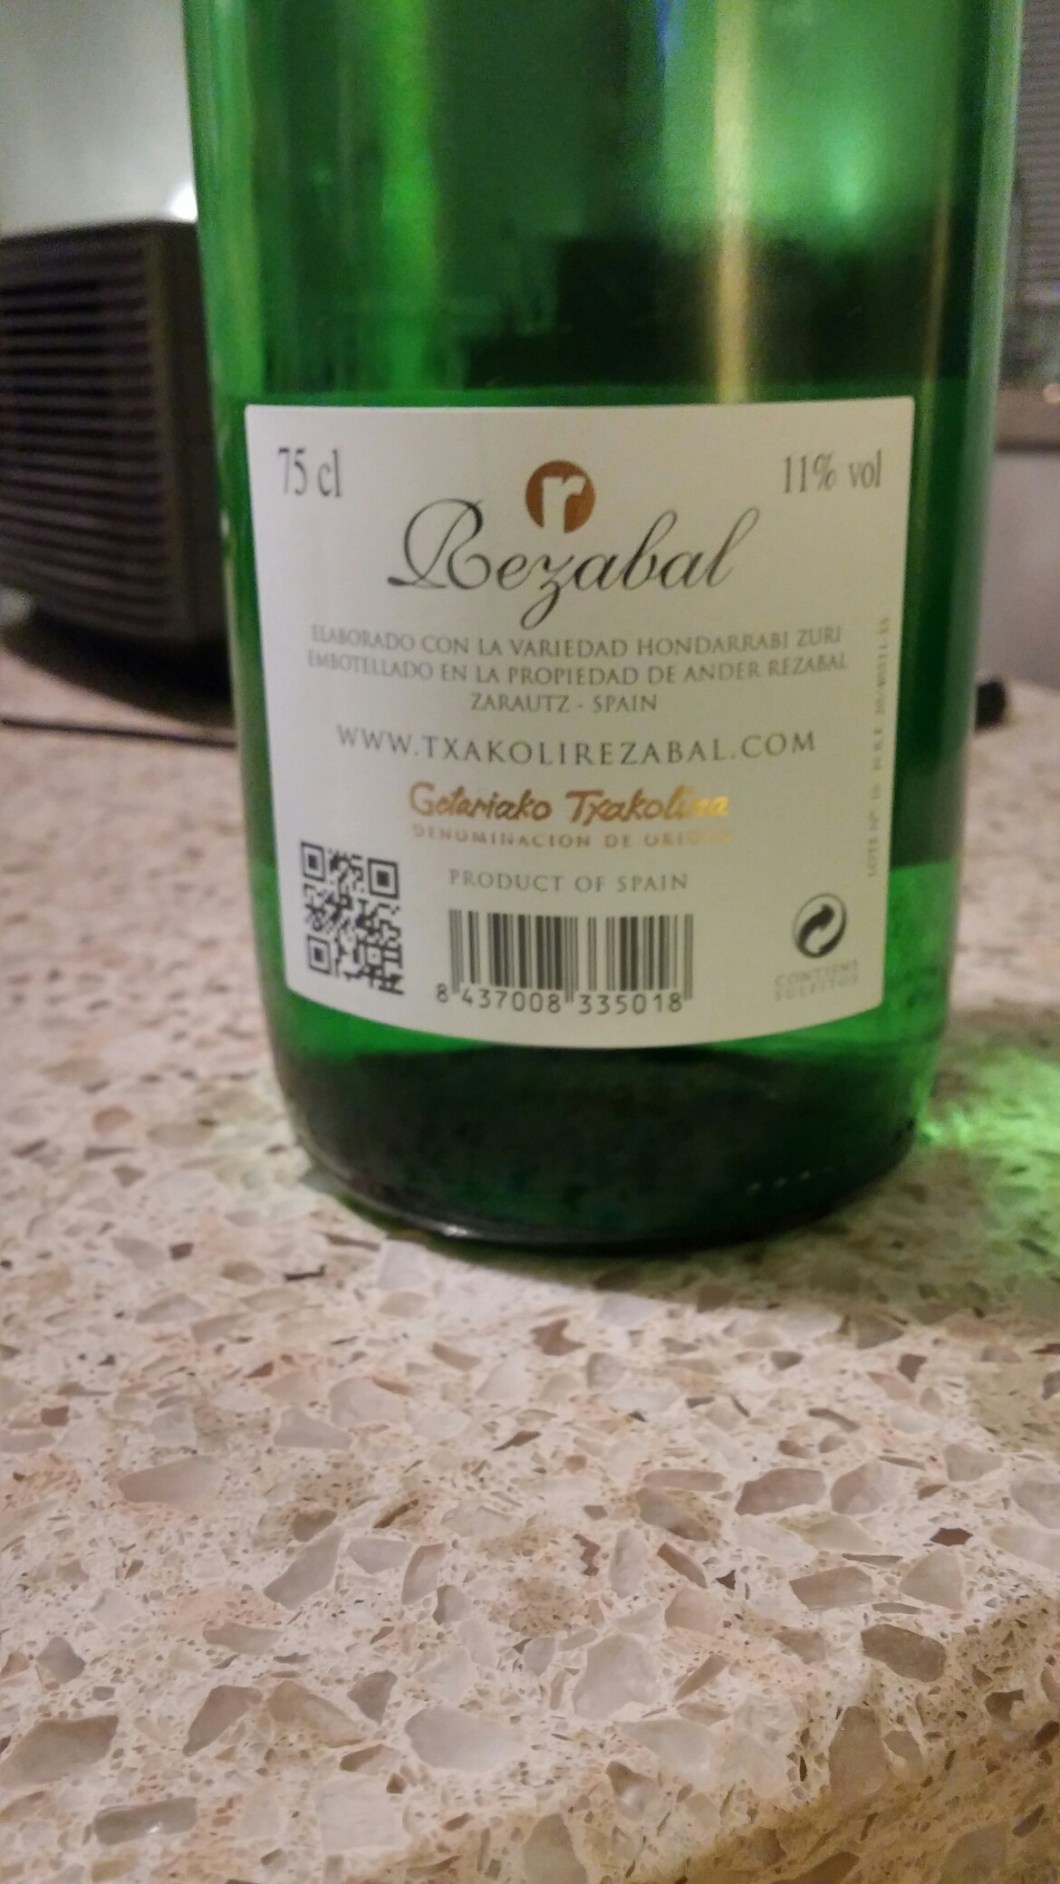 75 cl
11% vol
r
Rezabal
ELABORADO CON LA VARIEDAD HONDARRABI ZURI
EMBOTELLADO EN LA PROPIEDAD DE ANDER REZABAL
ZARAUTZ - SPAIN
WWW.TXAKOLIREZABAL.COM
Getariako Txakolina
DENOMINACION DE ORIGEN
PRODUCT OF SPAIN
8 437008 335018
CONTIENE
SULFITOS